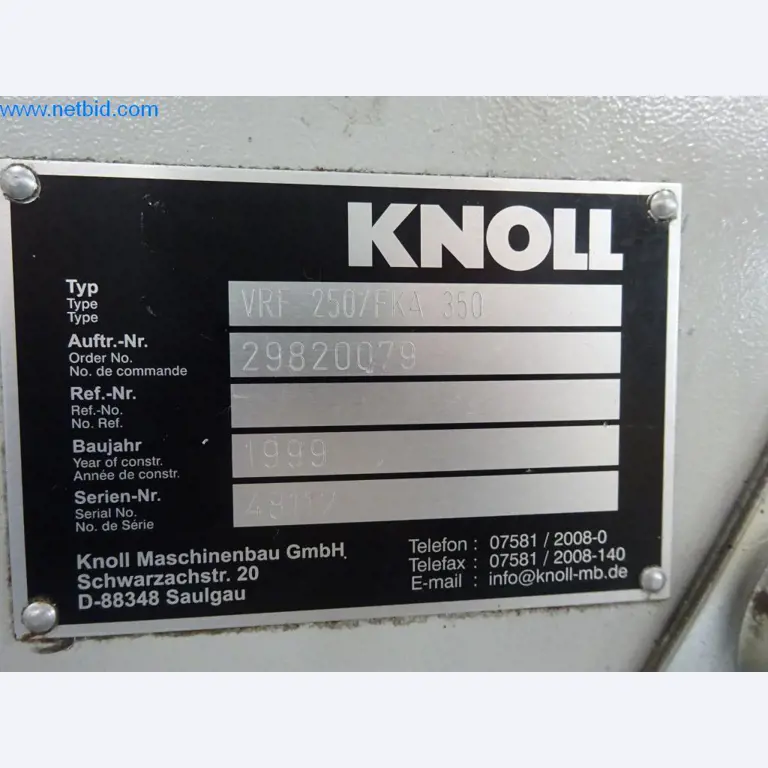 www.netbid.com
KNOLL
Typ
Type
Type
VRF 250/FKA 350
Auftr.-Nr.
Order No.
No. de commande
29820079
Ref.-Nr.
Ref.-No.
No. Ref.
Baujahr
Year of constr.
Année de constr.
1999
Serien-Nr.
Serial No.
No. de Série
Knoll Maschinenbau GmbH
Schwarzachstr. 20
D-88348 Saulgau
Telefon : 07581 / 2008-0
Telefax : 07581 / 2008-140
E-mail : info@knoll-mb.de